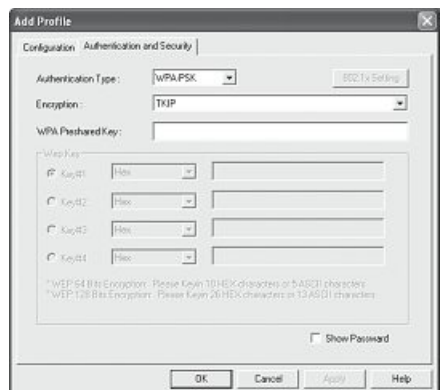 Add Profile
Configuration Authentication and Security
Authentication Type : WPA-PSK 802.1x Setting
Encryption : TKIP
WPA Preshared Key :
Wep Key
Key#1 Hex
Key#2 Hex
Key#3 Hex
Key#4 Hex
* WEP 64 Bits Encryption: Please Keyin 10 HEX characters or 5 ASCII characters
* WEP 128 Bits Encryption: Please Keyin 26 HEX characters or 13 ASCII characters
Show Password
OK Cancel Apply Help